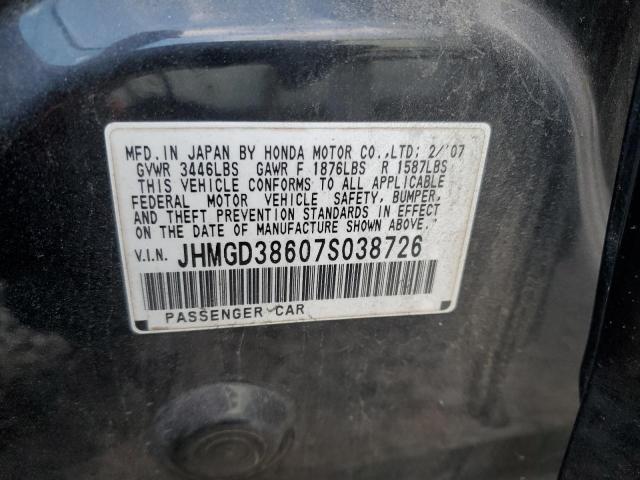 MFD. IN JAPAN BY HONDA MOTOR CO., LTD; 2/'07
GVWR 3446LBS GAWR F 1876LBS R 1587LBS
THIS VEHICLE CONFORMS TO ALL APPLICABLE
FEDERAL MOTOR VEHICLE SAFETY, BUMPER,
AND THEFT PREVENTION STANDARDS IN EFFECT
ON THE DATE OF MANUFACTURE SHOWN ABOVE.
V.I.N. JHMGD38607S038726
PASSENGER CAR